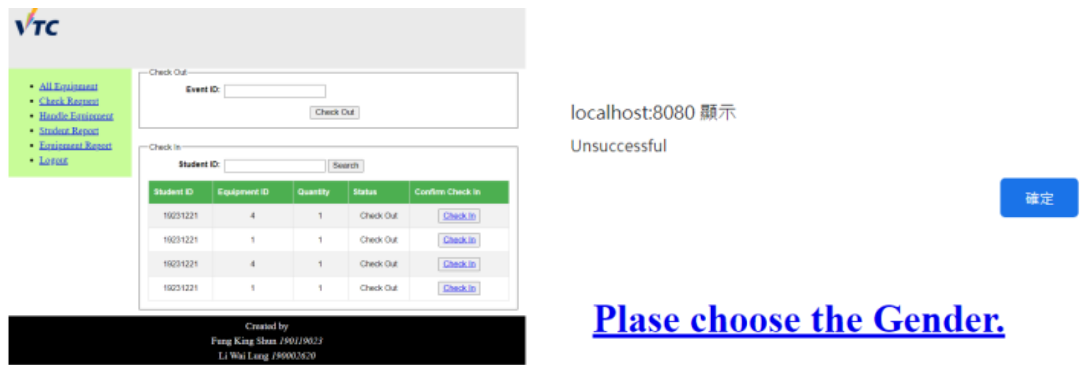 VTC
All Equipment
Check Request
Handle Equipment
Student Report
Equipment Report
Logout
Check Out
Event ID:
Check Out
Check In
Student ID: Search
Student ID Equipment ID Quantity Status Confirm Check In
19231221 4 1 Check Out Check In
19231221 1 1 Check Out Check In
19231221 4 1 Check Out Check In
19231221 1 1 Check Out Check In
Created by
Fung King Shun 190119023
Li Wai Lung 190002620
localhost:8080 顯示
Unsuccessful
確定
Plase choose the Gender.